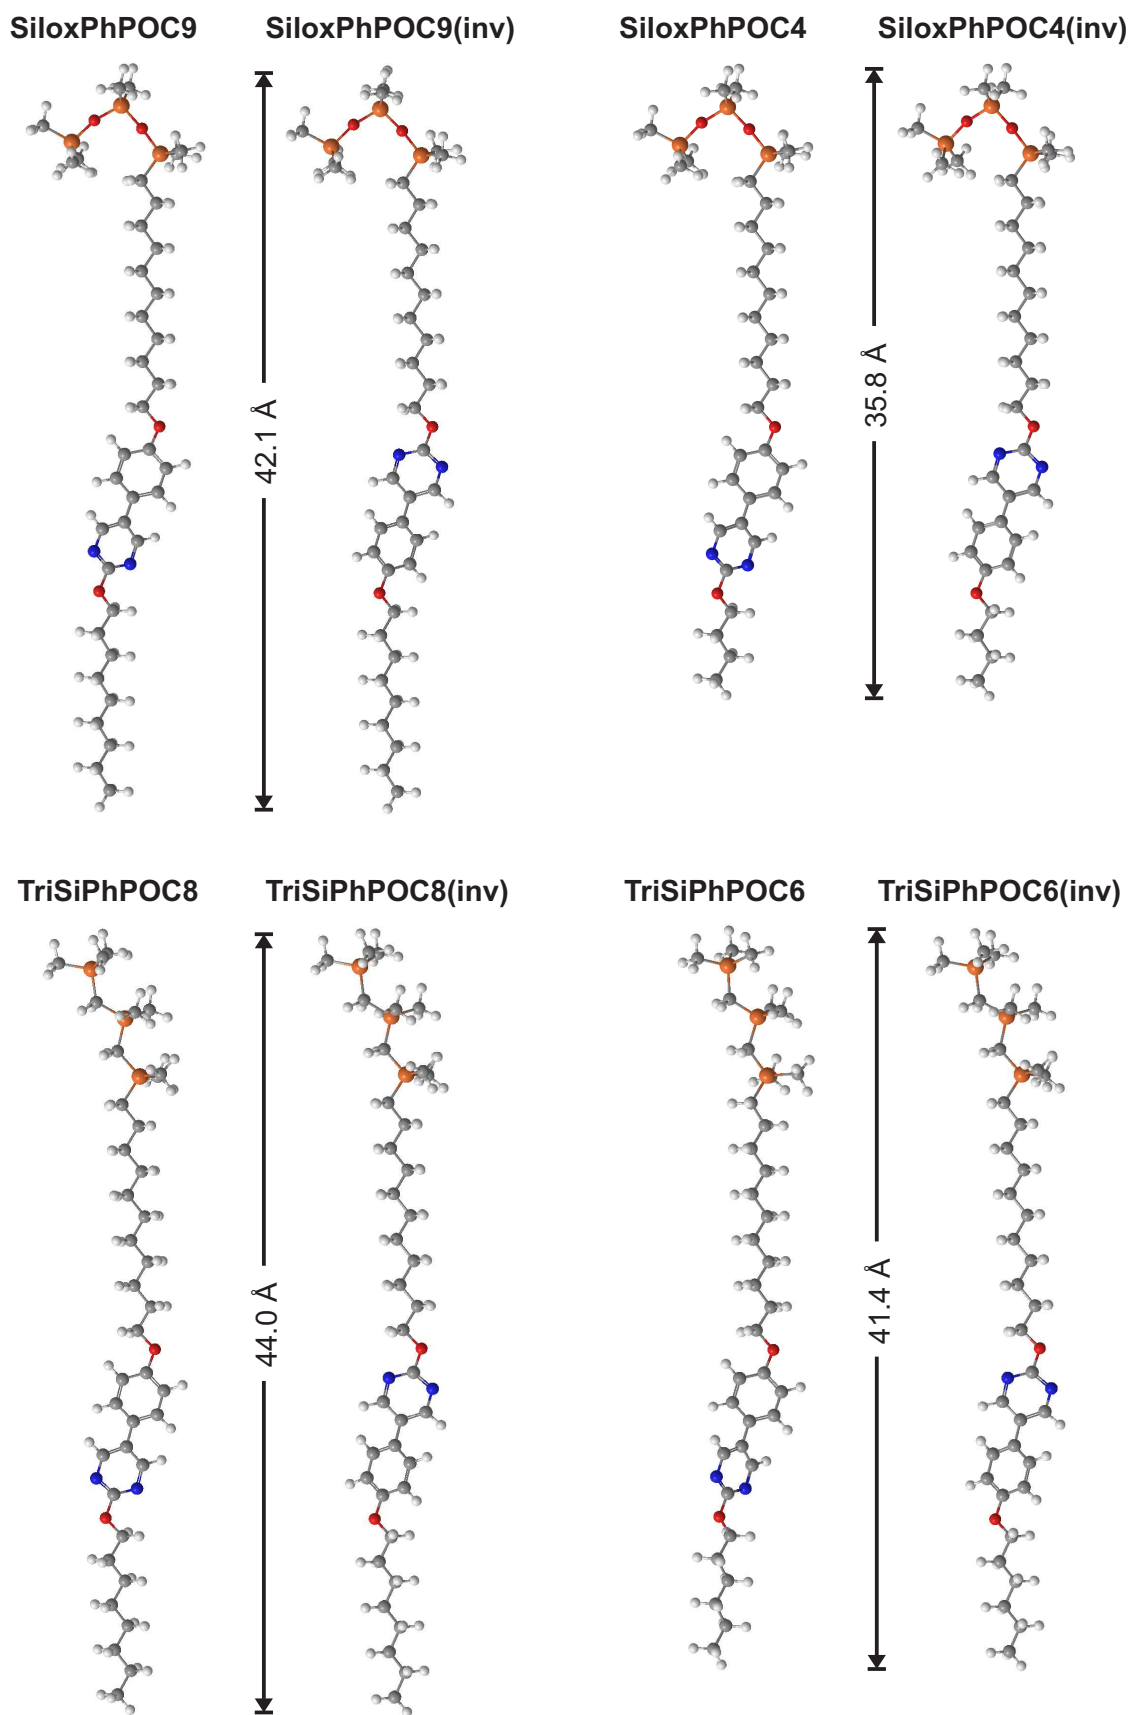 SiloxPhPOC9
SiloxPhPOC9(inv)
SiloxPhPOC4
SiloxPhPOC4(inv)
42.1 Å
35.8 Å
TriSiPhPOC8
TriSiPhPOC8(inv)
TriSiPhPOC6
TriSiPhPOC6(inv)
44.0 Å
41.4 Å